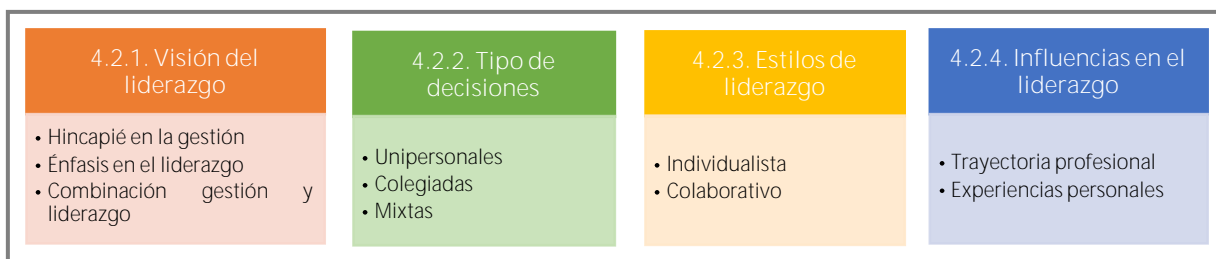 4.2.1. Visión del
liderazgo
• Hincapié en la gestión
• Énfasis en el liderazgo
• Combinación gestión y
liderazgo
4.2.2. Tipo de
decisiones
• Unipersonales
• Colegiadas
• Mixtas
4.2.3. Estilos de
liderazgo
• Individualista
• Colaborativo
4.2.4. Influencias en el
liderazgo
• Trayectoria profesional
• Experiencias personales